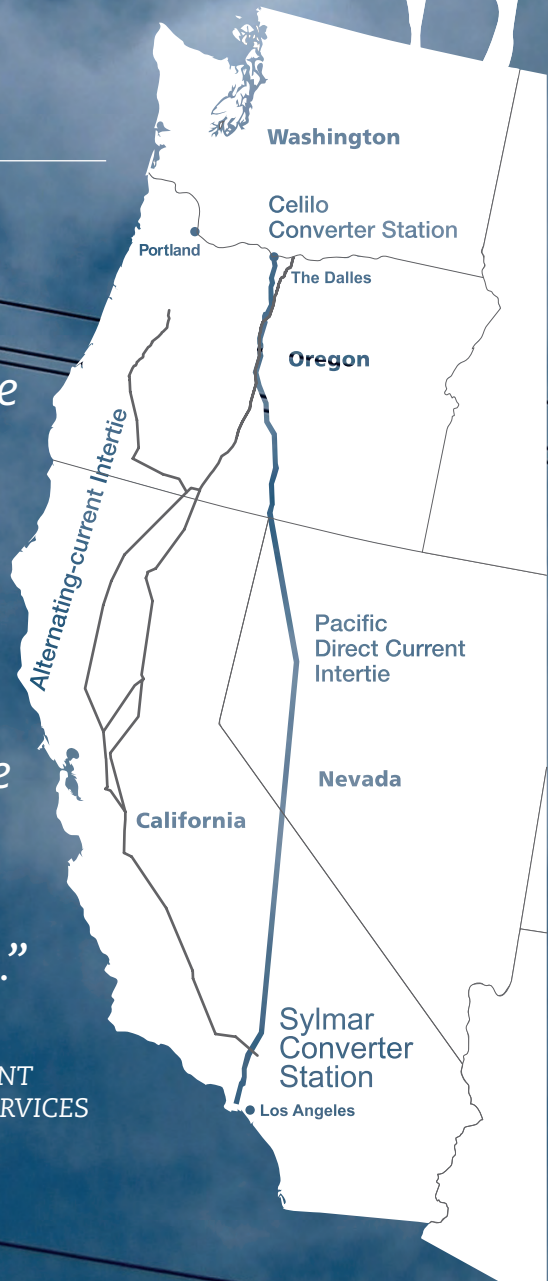 Washington
Celilo
Converter Station
Portland
The Dalles
e
Oregon
Alternating-current Intertie
Pacific
Direct Current
Intertie
e
Nevada
California
.”
Sylmar
Converter
Station
NT
RVICES
Los Angeles